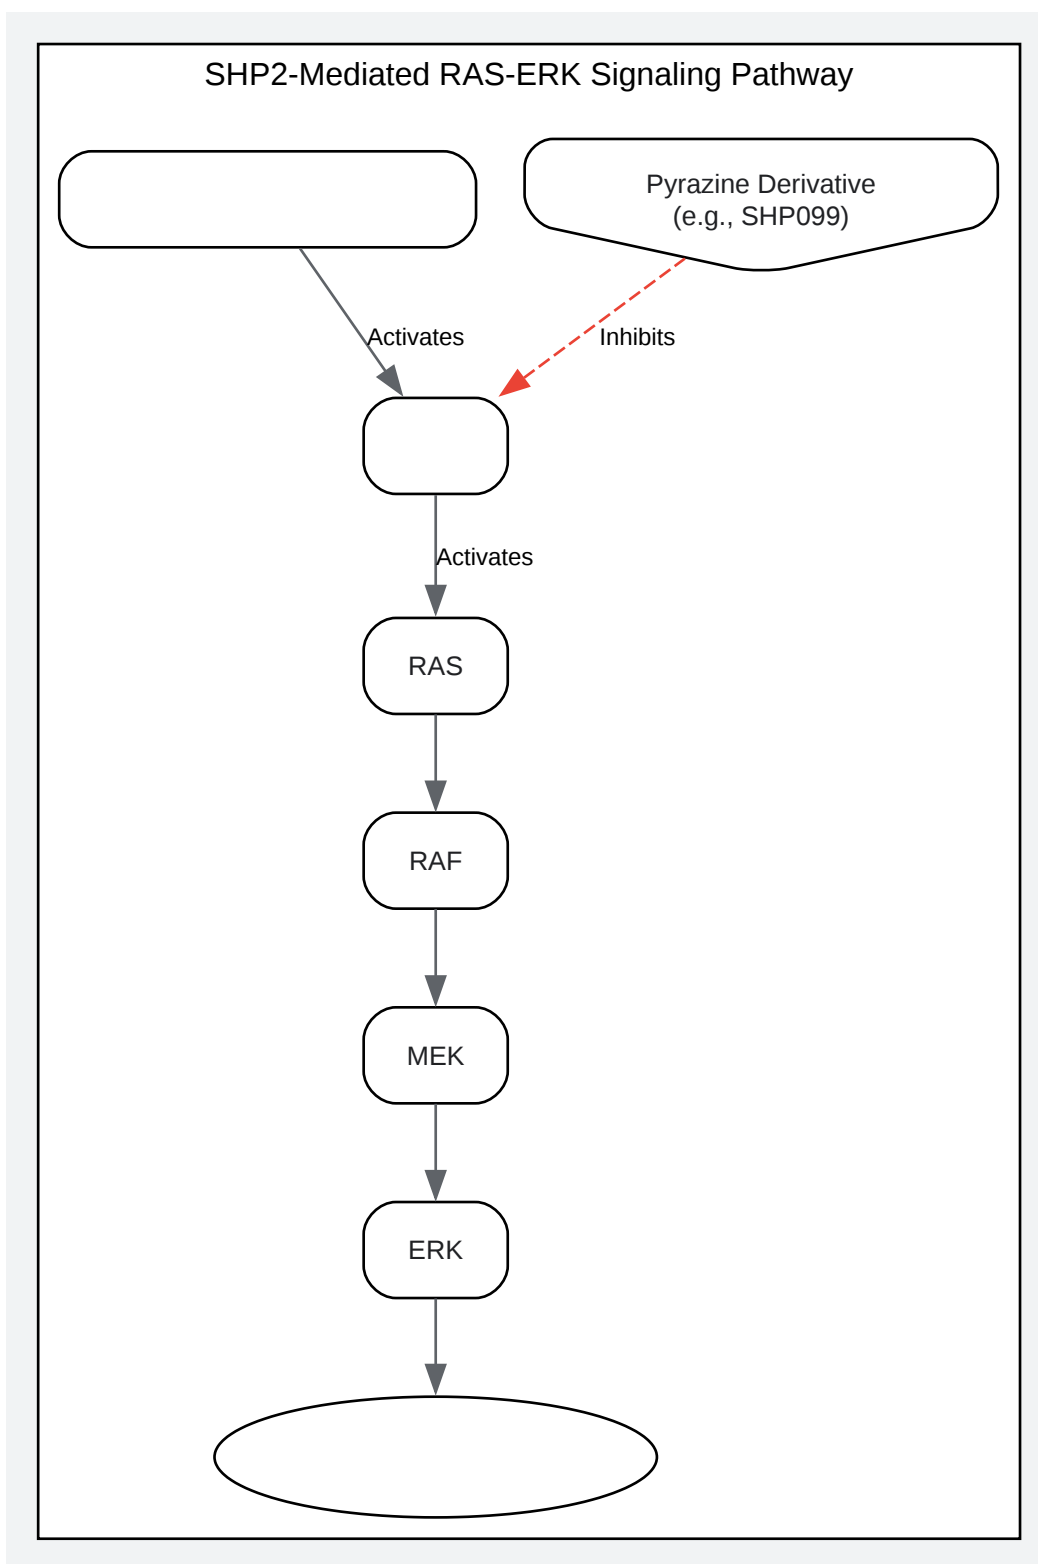 SHP2-Mediated RAS-ERK Signaling Pathway
Pyrazine Derivative
(e.g., SHP099)
Activates
Inhibits
Activates
RAS
RAF
MEK
ERK